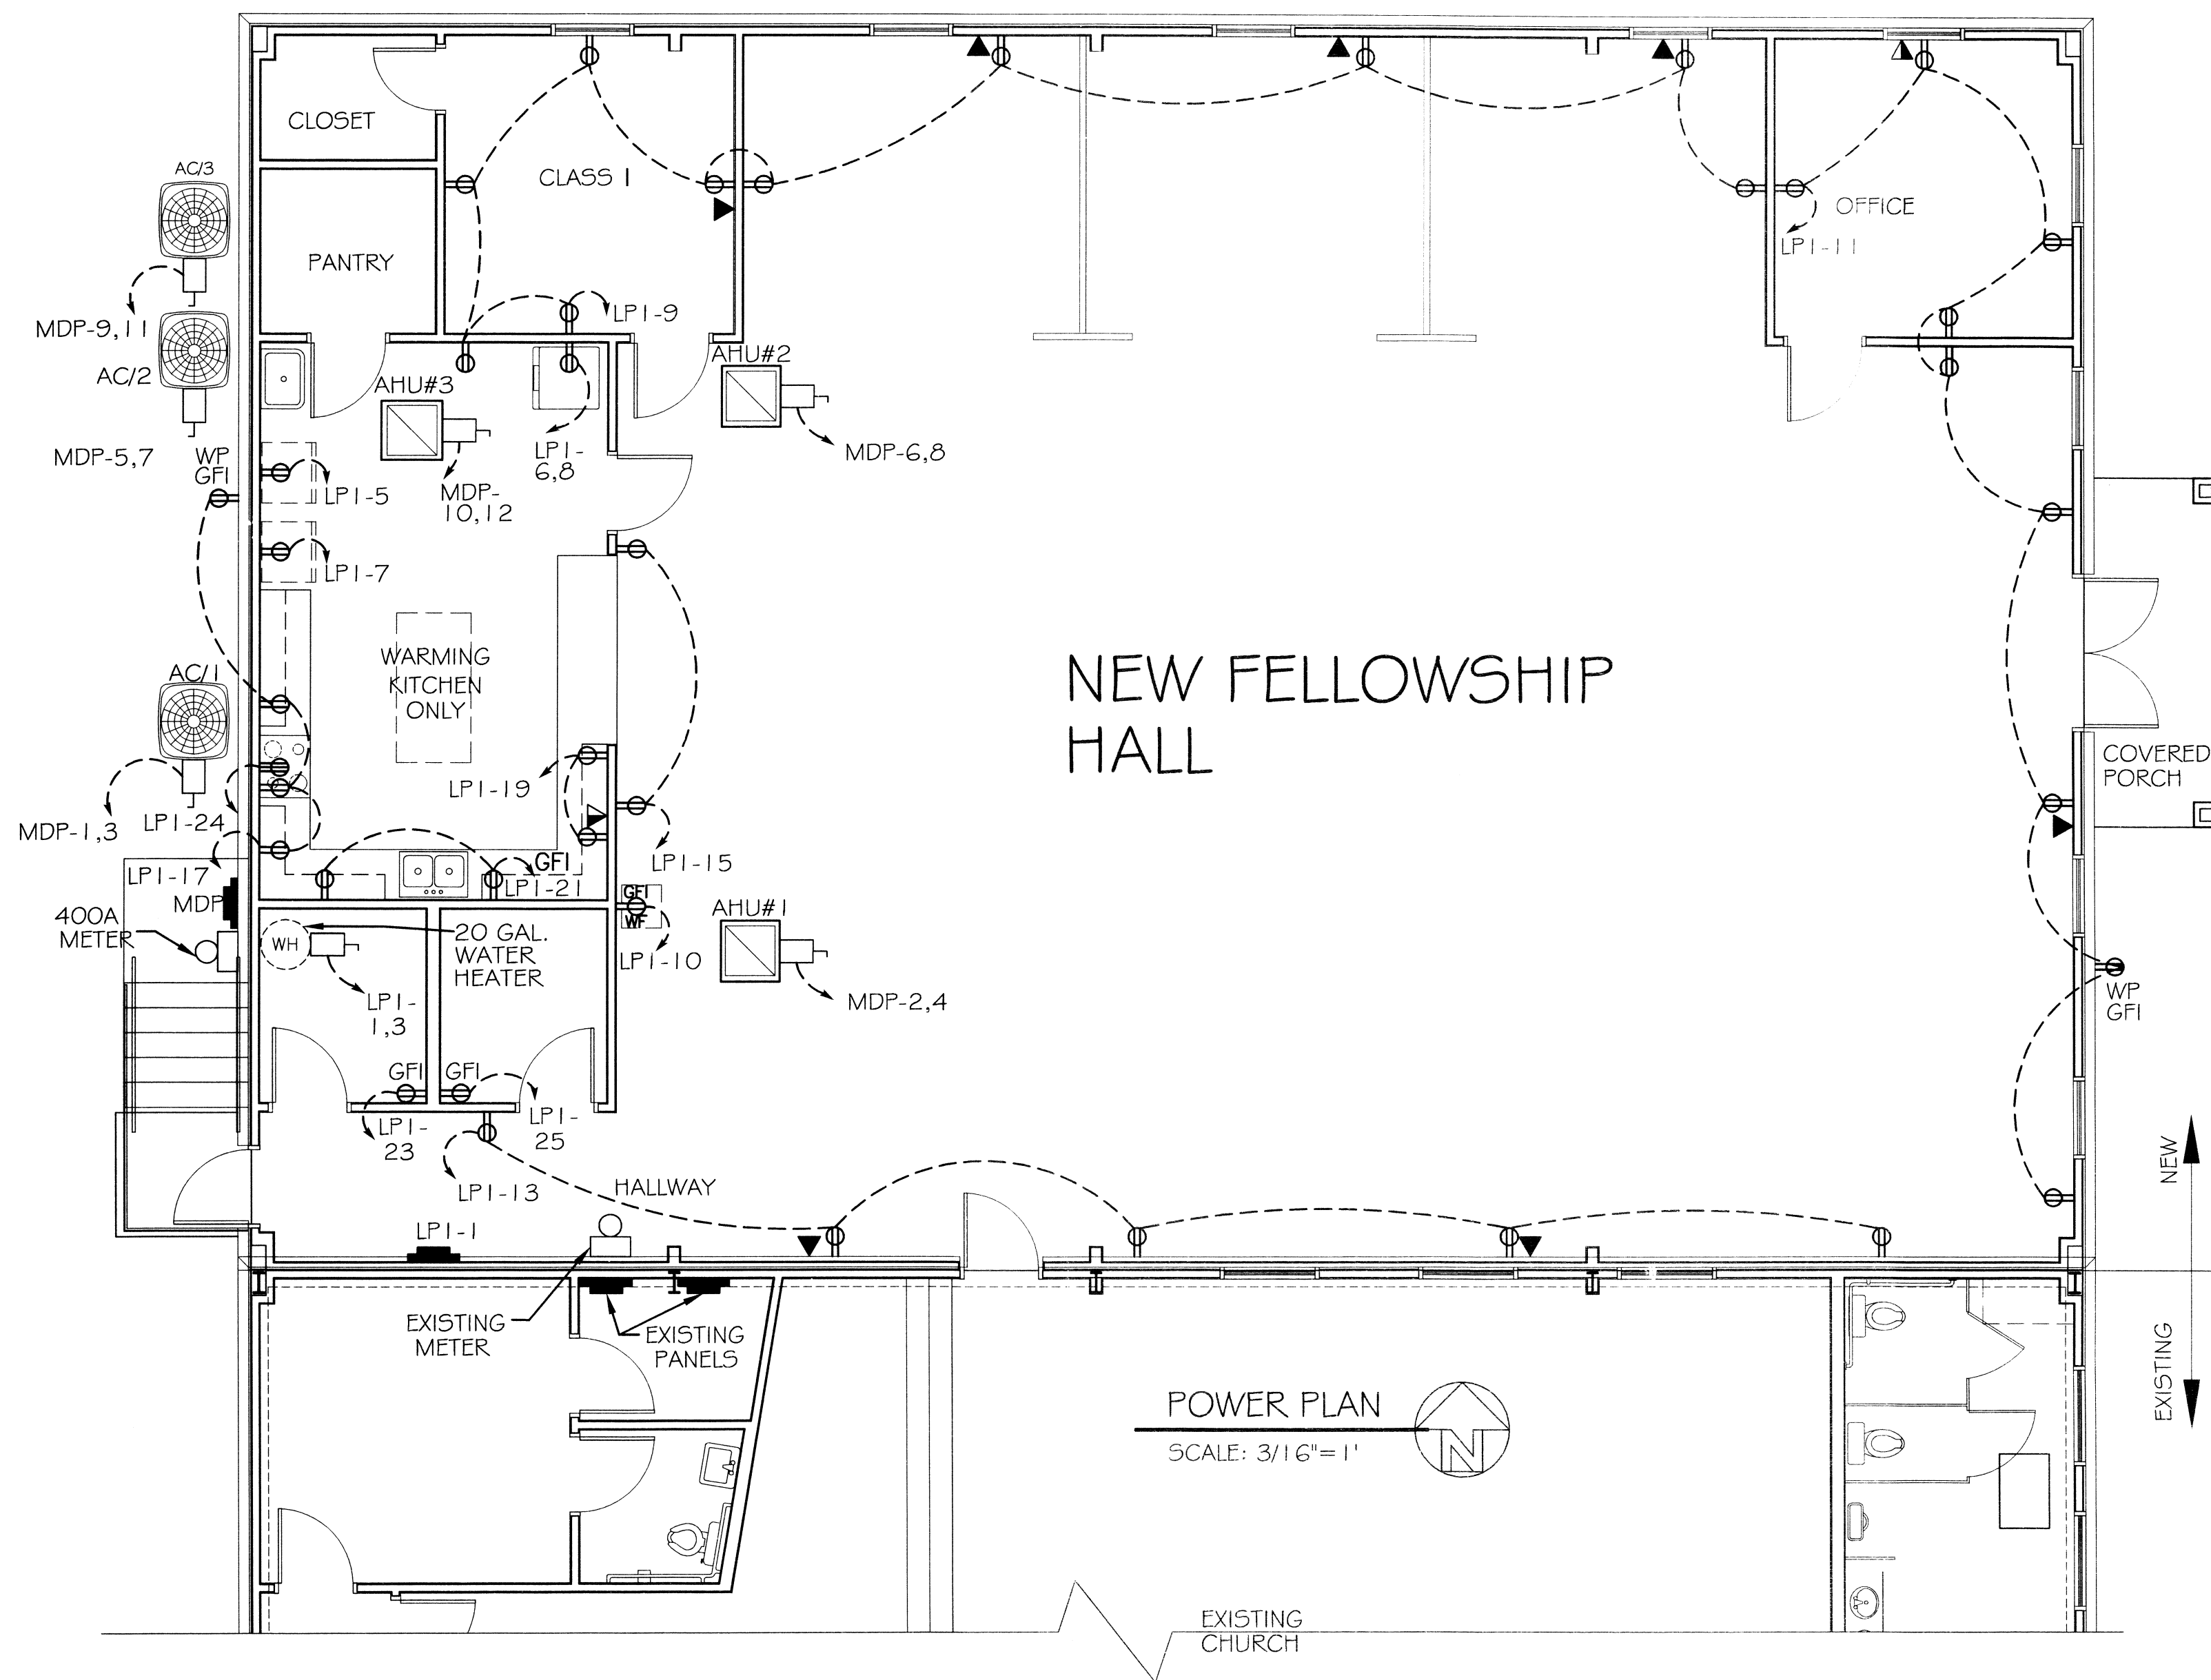 CLOSET
AC/3
CLASS 1
OFFICE
LP1-11
PANTRY
LP1-9
MDP-9,11
AHU#2
AC/2
AHU#3
LP1-
6,8
MDP-6,8
MDP-5,7
WP
GFI
LP1-5
MDP-
10,12
LP1-7
WARMING
KITCHEN
ONLY
NEW FELLOWSHIP
HALL
AC/1
COVERED
PORCH
LP1-19
MDP-1,3
LP1-24
LP1-15
GFI
LP1-21
LP1-17
MDP
GFI
WF
400A
METER
AHU#1
WH
20 GAL.
WATER
HEATER
LP1-10
LP1-
1,3
MDP-2,4
WP
GFI
GFI
GFI
LP1-
23
LP1-
25
NEW
LP1-13
HALLWAY
LP1-1
EXISTING
METER
EXISTING
PANELS
EXISTING
POWER PLAN
SCALE: 3/16"=1'
N
EXISTING
CHURCH